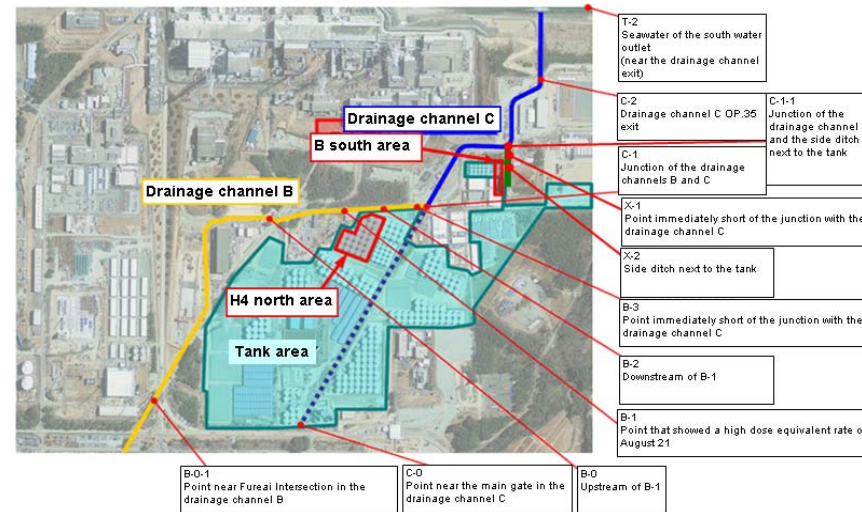 T-2
Seawater of the south water
outlet
(near the drainage channel
exit)
C-2
Drainage channel C OP.35
exit
C-1-1
Junction of the
drainage channel
and the side ditch
next to the tank
Drainage channel C
B south area
C-1
Junction of the drainage
channels B and C
Drainage channel B
X-1
Point immediately short of the junction with the
drainage channel C
X-2
Side ditch next to the tank
H4 north area
B-3
Point immediately short of the junction with the
drainage channel C
Tank area
B-2
Downstream of B-1
B-1
Point that showed a high dose equivalent rate o
August 21
B-0-1
Point near Fureai Intersection in the
drainage channel B
C-0
Point near the main gate in the
drainage channel C
B-0
Upstream of B-1